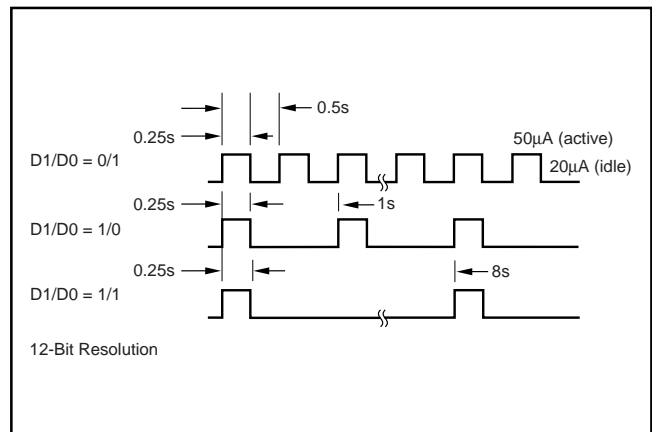 0.5s
0.25s
50μA (active)
D1/D0 = 0/1
20μA (idle)
0.25s
1s
D1/D0 = 1/0
0.25s
8s
D1/D0 = 1/1
12-Bit Resolution